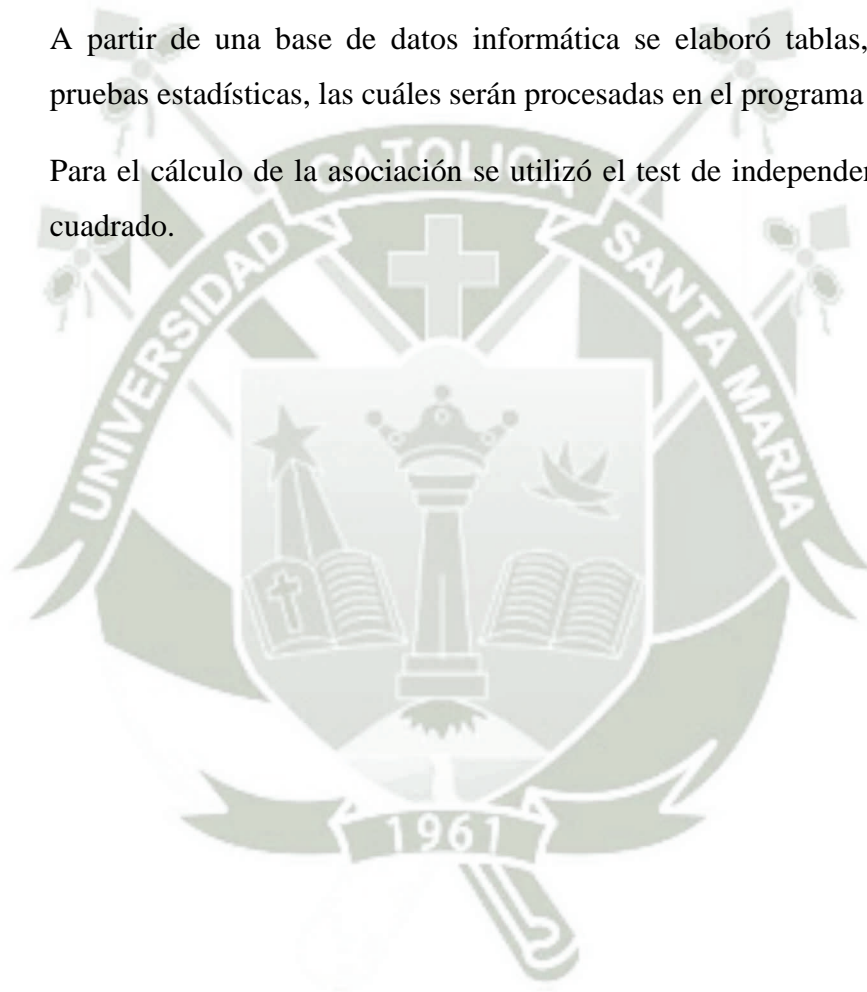 A partir de una base de datos informática se elaboró tablas,
pruebas estadísticas, las cuáles serán procesadas en el programa
Para el cálculo de la asociación se utilizó el test de
cuadrado.
UNIVERSIDAD CATOLICA SANTA MARIA
1961